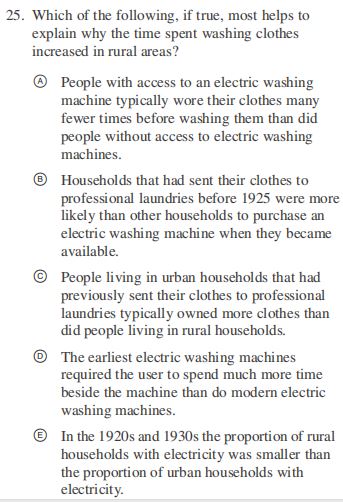 25. Which of the following, if true, most helps to
explain why the time spent washing clothes
increased in rural areas?
A People with access to an electric washing
machine typically wore their clothes many
fewer times before washing them than did
people without access to electric washing
machines.
B Households that had sent their clothes to
professional laundries before 1925 were more
likely than other households to purchase an
electric washing machine when they became
available.
C People living in urban households that had
previously sent their clothes to professional
laundries typically owned more clothes than
did people living in rural households.
D The earliest electric washing machines
required the user to spend much more time
beside the machine than do modern electric
washing machines.
E In the 1920s and 1930s the proportion of rural
households with electricity was smaller than
the proportion of urban households with
electricity.